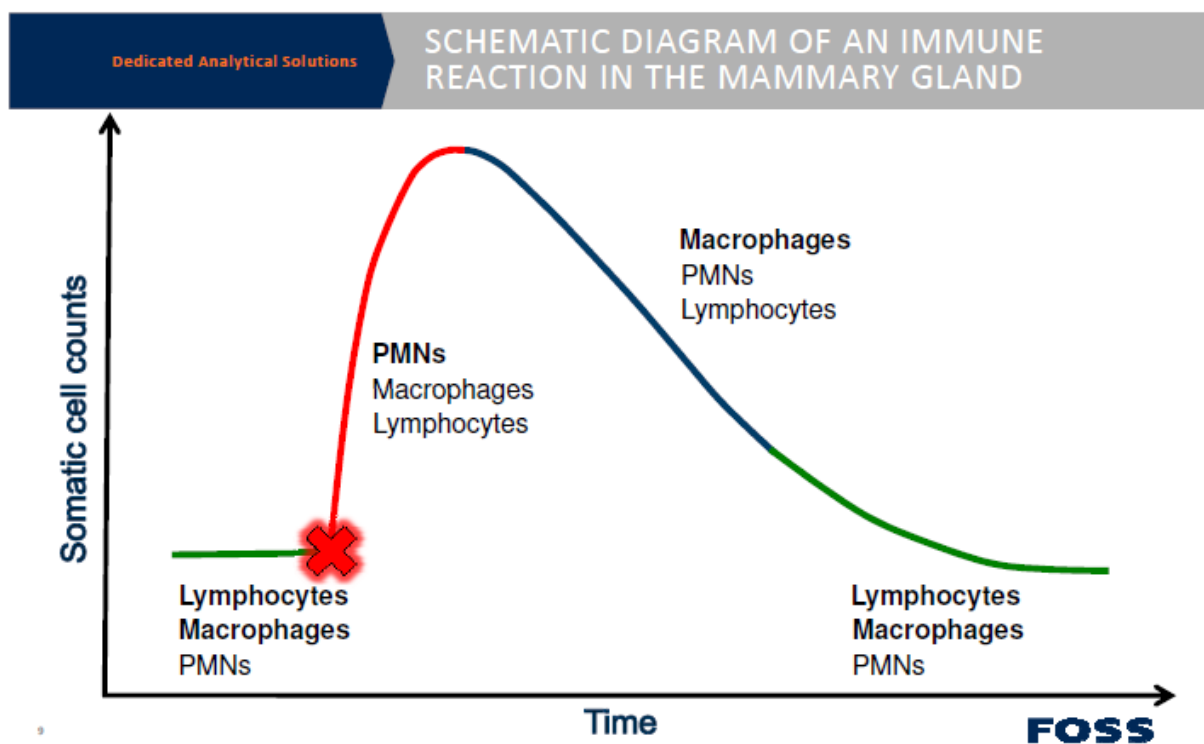 Dedicated Analytical Solutions
SCHEMATIC DIAGRAM OF AN IMMUNE
REACTION IN THE MAMMARY GLAND
Somatic cell counts
Macrophages
PMNs
Lymphocytes
PMNs
Macrophages
Lymphocytes
Lymphocytes
Macrophages
PMNs
Lymphocytes
Macrophages
PMNs
Time
9
FOSS